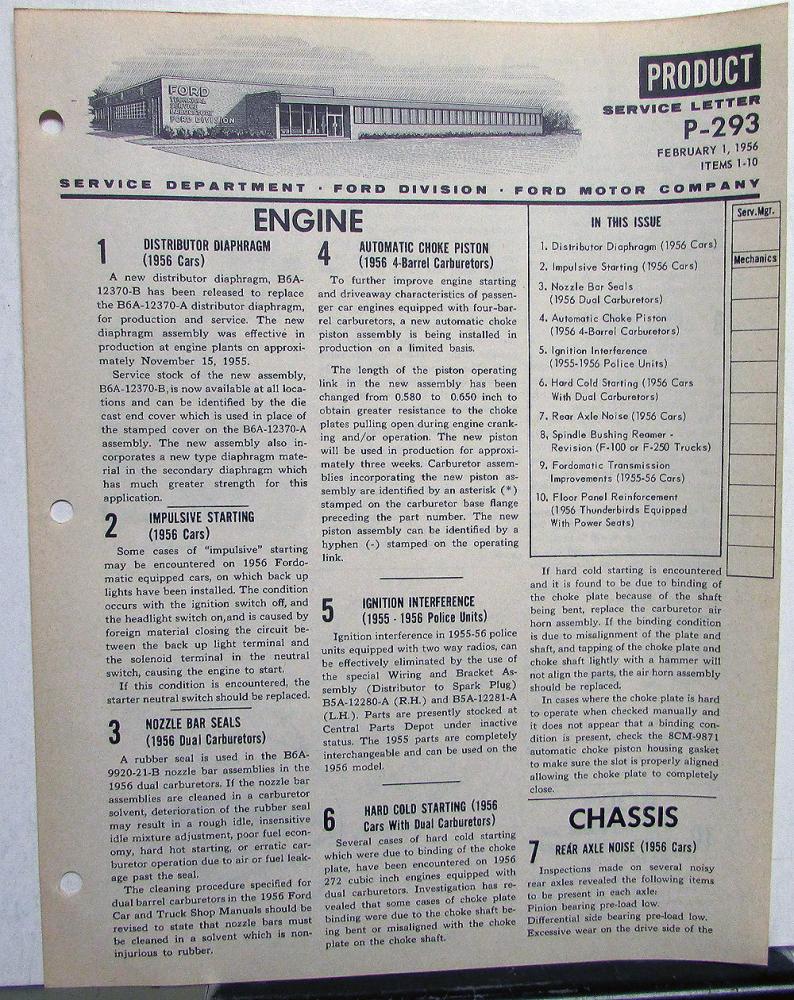 FORD
TECHNICAL
SERVICE
LABORATORY
FORD DIVISION
PRODUCT
SERVICE LETTER
P-293
FEBRUARY 1, 1956
ITEMS 1-10
SERVICE DEPARTMENT · FORD DIVISION · FORD MOTOR COMPANY
ENGINE
1 DISTRIBUTOR DIAPHRAGM
(1956 Cars)
A new distributor diaphragm, B6A-
12370-B has been released to replace
the B6A-12370-A distributor diaphragm,
for production and service. The new
diaphragm assembly was effective in
production at engine plants on approxi-
mately November 15, 1955.
Service stock of the new assembly,
B6A-12370-B, is now available at all loca-
tions and can be identified by the die
cast end cover which is used in place of
the stamped cover on the B6A-12370-A
assembly. The new assembly also in-
corporates a new type diaphragm mate-
rial in the secondary diaphragm which
has much greater strength for this
application.
2 IMPULSIVE STARTING
(1956 Cars)
Some cases of "impulsive" starting
may be encountered on 1956 Fordo-
matic equipped cars, on which back up
lights have been installed. The condition
occurs with the ignition switch off, and
the headlight switch on, and is caused by
foreign material closing the circuit be-
tween the back up light terminal and
the solenoid terminal in the neutral
switch, causing the engine to start.
If this condition is encountered, the
starter neutral switch should be replaced.
3 NOZZLE BAR SEALS
(1956 Dual Carburetors)
A rubber seal is used in the B6A-
9920-21-B nozzle bar assemblies in the
1956 dual carburetors. If the nozzle bar
assemblies are cleaned in a carburetor
solvent, deterioration of the rubber seal
may result in a rough idle, insensitive
idle mixture adjustment, poor fuel econ-
omy, hard hot starting, or erratic car-
buretor operation due to air or fuel leak-
age past the seal.
The cleaning procedure specified for
dual barrel carburetors in the 1956 Ford
Car and Truck Shop Manuals should be
revised to state that nozzle bars must
be cleaned in a solvent which is non-
injurious to rubber.
4 AUTOMATIC CHOKE PISTON
(1956 4-Barrel Carburetors)
To further improve engine starting
and driveaway characteristics of passen-
ger car engines equipped with four-bar-
rel carburetors, a new automatic choke
piston assembly is being installed in
production on a limited basis.
The length of the piston operating
link in the new assembly has been
changed from 0.580 to 0.650 inch to
obtain greater resistance to the choke
plates pulling open during engine crank-
ing and/or operation. The new piston
will be used in production for approxi-
mately three weeks. Carburetor assem-
blies incorporating the new piston as-
sembly are identified by an asterisk (*)
stamped on the carburetor base flange
preceding the part number. The new
piston assembly can be identified by a
hyphen (-) stamped on the operating
link.
5 IGNITION INTERFERENCE
(1955 - 1956 Police Units)
Ignition interference in 1955-56 police
units equipped with two way radios, can
be effectively eliminated by the use of
the special Wiring and Bracket As-
sembly (Distributor to Spark Plug)
B5A-12280-A (R.H.) and B5A-12281-A
(L.H.). Parts are presently stocked at
Central Parts Depot under inactive
status. The 1955 parts are completely
interchangeable and can be used on the
1956 model.
6 HARD COLD STARTING (1956
Cars With Dual Carburetors)
Several cases of hard cold starting
which were due to binding of the choke
plate, have been encountered on 1956
272 cubic inch engines equipped with
dual carburetors. Investigation has re-
vealed that some cases of choke plate
binding were due to the choke shaft be-
ing bent or misaligned with the choke
plate on the choke shaft.
IN THIS ISSUE
1. Distributor Diaphragm (1956 Cars)
2. Impulsive Starting (1956 Cars)
3. Nozzle Bar Seals
(1956 Dual Carburetors)
4. Automatic Choke Piston
(1956 4-Barrel Carburetors)
5. Ignition Interference
(1955-1956 Police Units)
6. Hard Cold Starting (1956 Cars
With Dual Carburetors)
7. Rear Axle Noise (1956 Cars)
8. Spindle Bushing Reamer -
Revision (F-100 or F-250 Trucks)
9. Fordomatic Transmission
Improvements (1955-56 Cars)
10. Floor Panel Reinforcement
(1956 Thunderbirds Equipped
With Power Seats)
Serv.Mgr.
Mechanics
If hard cold starting is encountered
and it is found to be due to binding of
the choke plate because of the shaft
being bent, replace the carburetor air
horn assembly. If the binding condition
is due to misalignment of the plate and
shaft, and tapping of the choke plate and
choke shaft lightly with a hammer will
not align the parts, the air horn assembly
should be replaced.
In cases where the choke plate is hard
to operate when checked manually and
it does not appear that a binding con-
dition is present, check the 8CM-9871
automatic choke piston housing gasket
to make sure the slot is properly aligned
allowing the choke plate to completely
close.
CHASSIS
7 REAR AXLE NOISE (1956 Cars)
Inspections made on several noisy
rear axles revealed the following items
to be present in each axle:
Pinion bearing pre-load low.
Differential side bearing pre-load low.
Excessive wear on the drive side of the